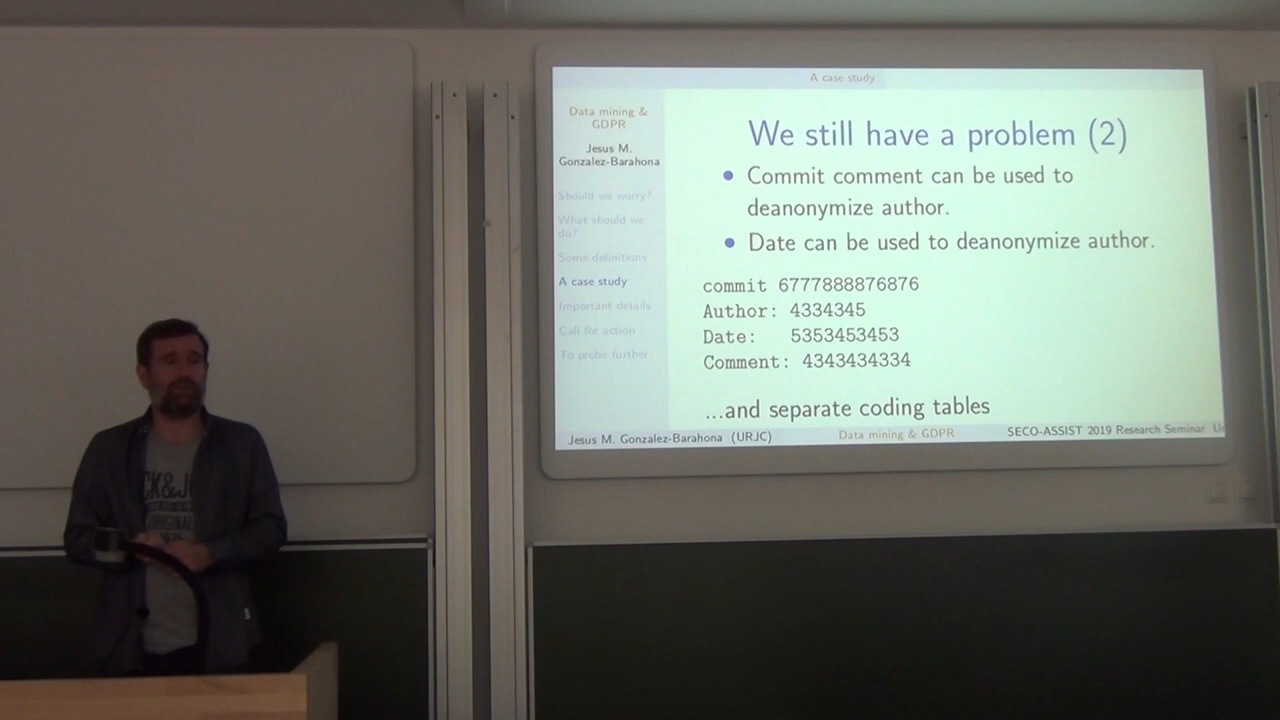 A case study
Data mining &
GDPR
Jesus M.
Gonzalez-Barahona
Should we worry?
What should we
do?
Some definitions
A case study
Important details
Call for action
To probe further
We still have a problem (2)
• Commit comment can be used to
deanonymize author.
• Date can be used to deanonymize author.
commit 6777888876876
Author: 4334345
Date: 5353453453
Comment: 4343434334
...and separate coding tables
Jesus M. Gonzalez-Barahona (URJC)
Data mining & GDPR
SECO-ASSIST 2019 Research Seminar
CK&J
ORIGINAL